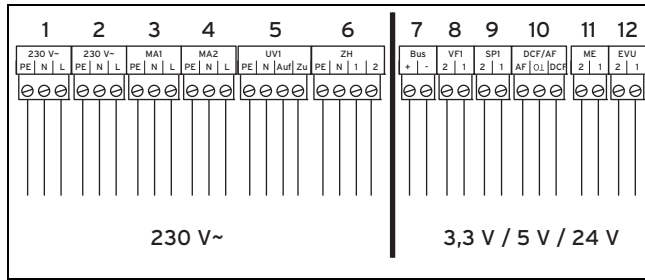 1 2 3 4 5 6 7 8 9 10 11 12
230 V~ 230 V~ MA1 MA2 UV1 ZH Bus VF1 SP1 DCF/AF ME EVU
PE N L PE N L PE N L PE N L PE N Auf Zu PE N 1 2 + - 2 1 2 1 AF O⊥ DCF 2 1 2 1
230 V~ 3,3 V / 5 V / 24 V